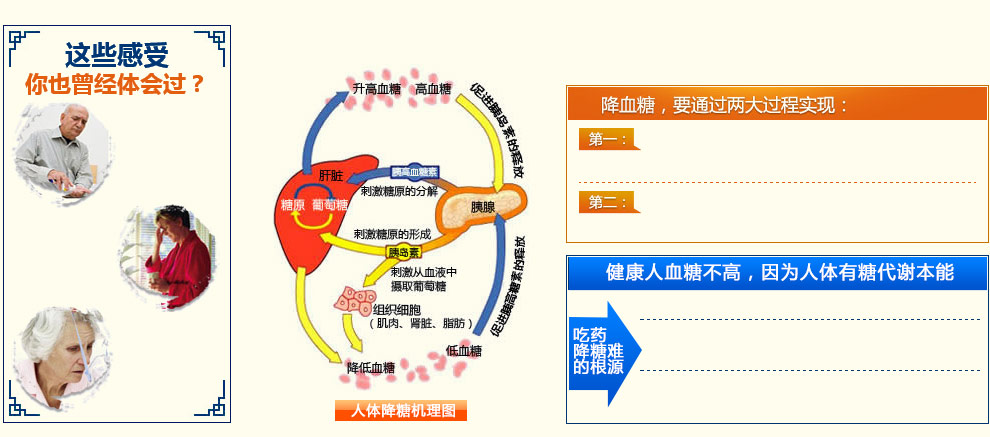 这些感受
你也曾经体会过？
升高血糖 高血糖
促进胰岛素的释放
肝脏
胰高血糖素
刺激糖原的分解
糖原 葡萄糖
胰腺
刺激糖原的形成
胰岛素
刺激从血液中
摄取葡萄糖
组织细胞
（肌肉、肾脏、脂肪）
促进胰高糖素的释放
低血糖
降低血糖
人体降糖机理图
降血糖，要通过两大过程实现：
第一：
第二：
健康人血糖不高，因为人体有糖代谢本能
吃药
降糖难
的根源